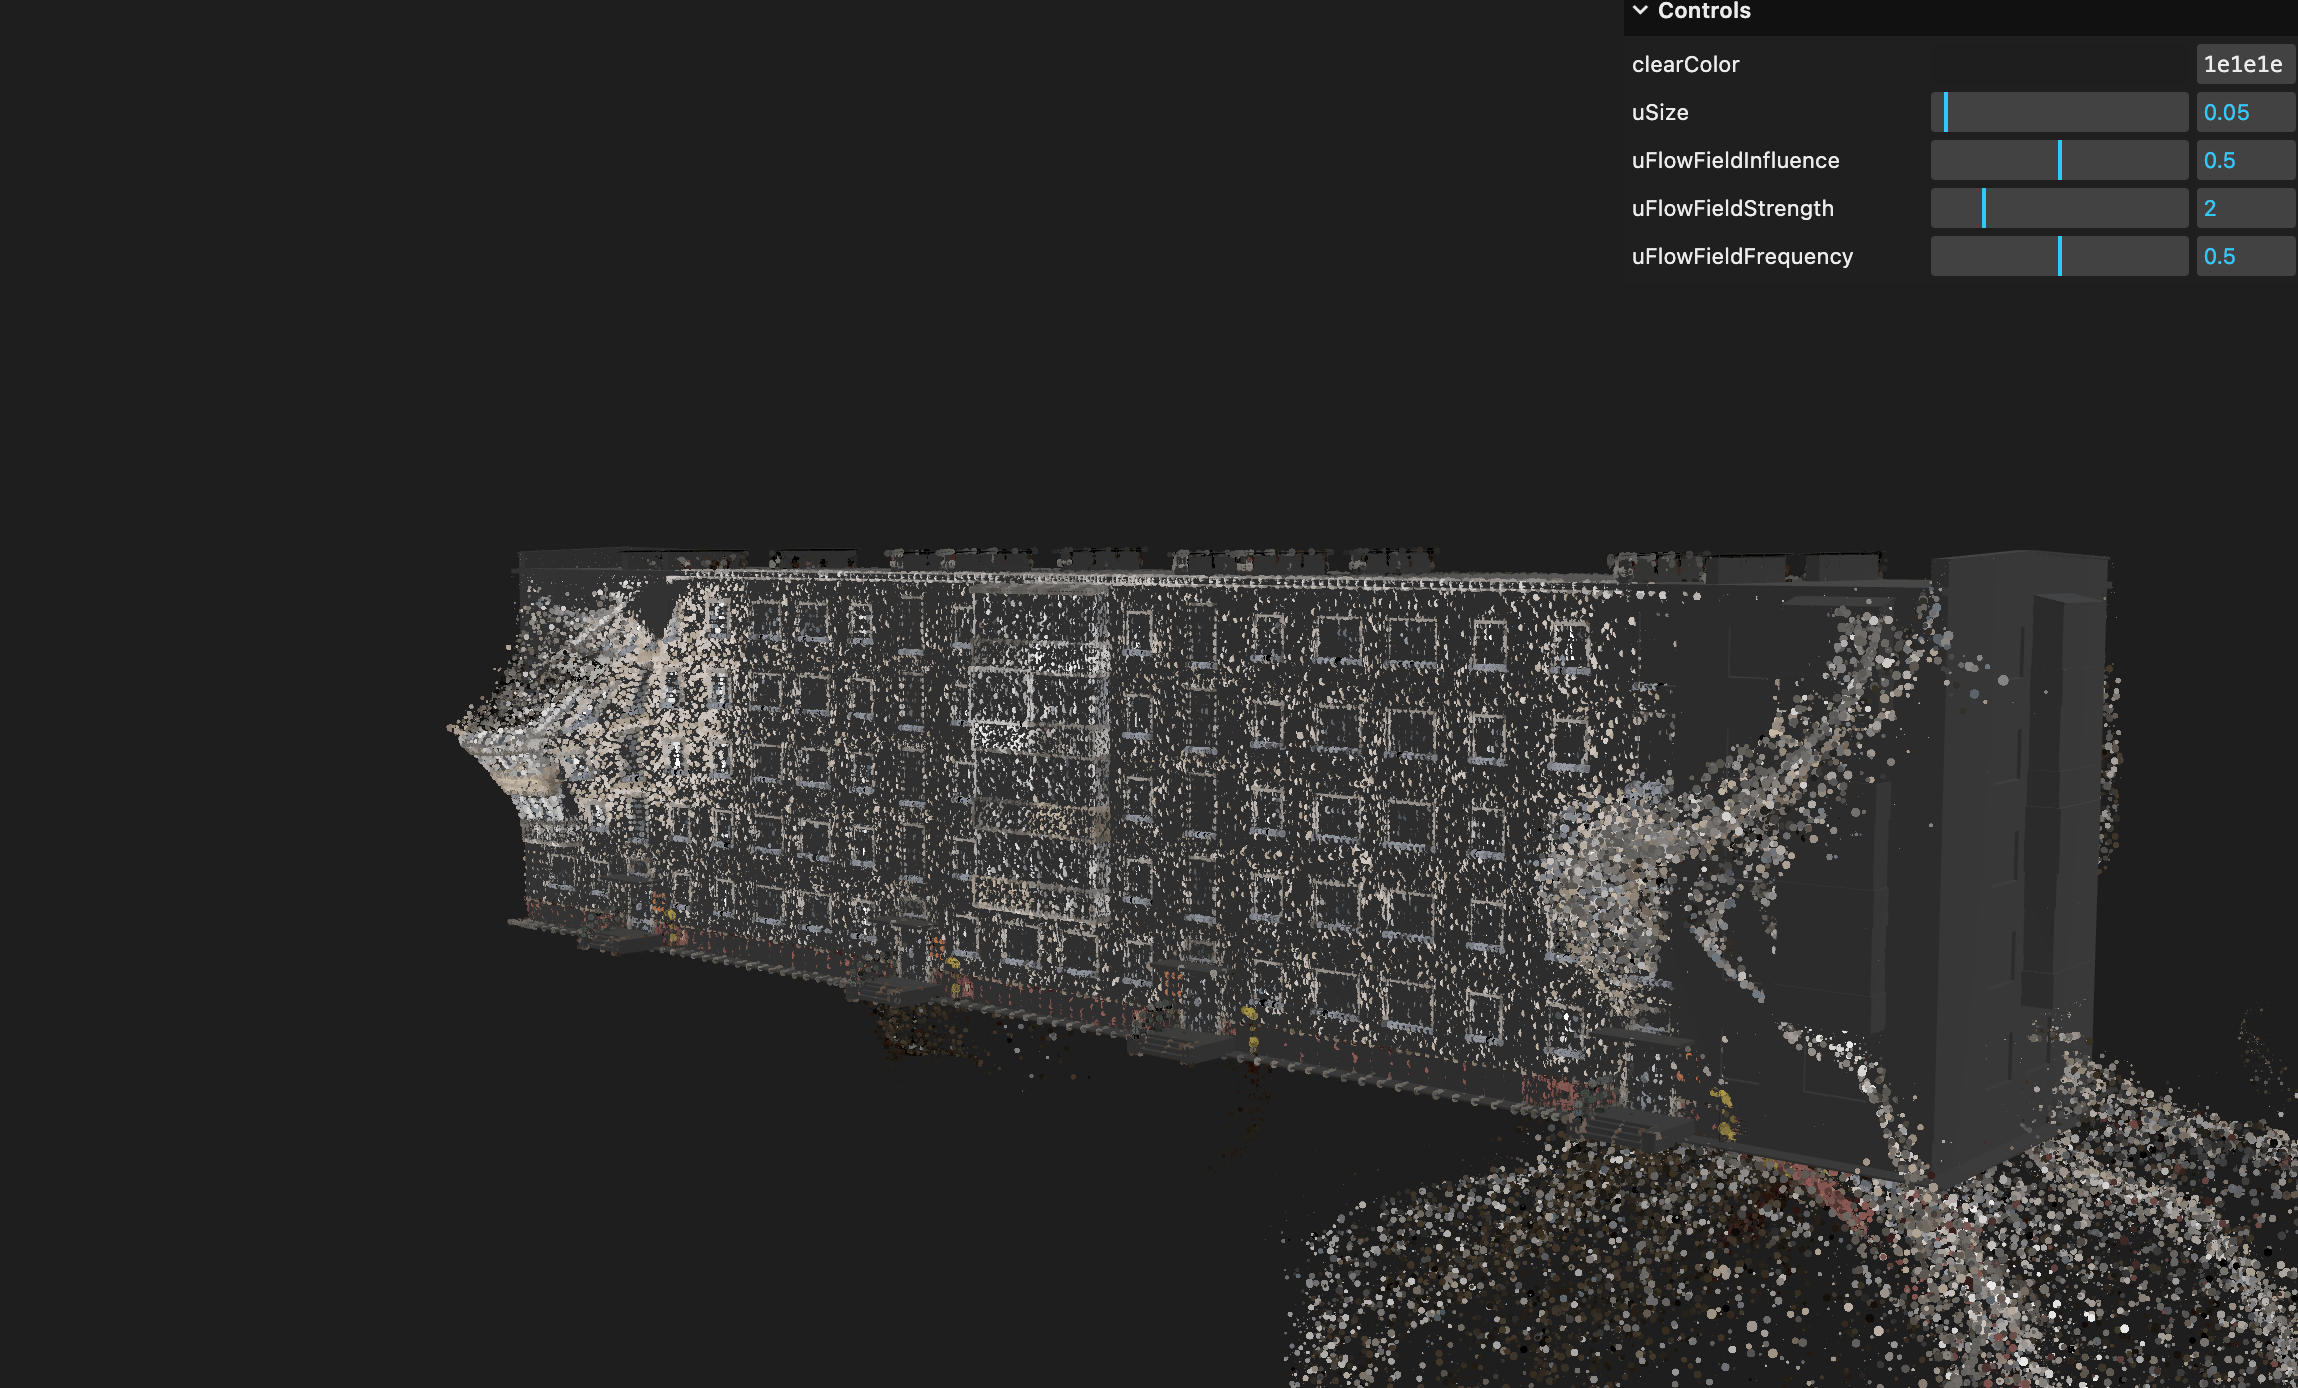 Controls
clearColor 1e1e1e
uSize 0.05
uFlowFieldInfluence 0.5
uFlowFieldStrength 2
uFlowFieldFrequency 0.5